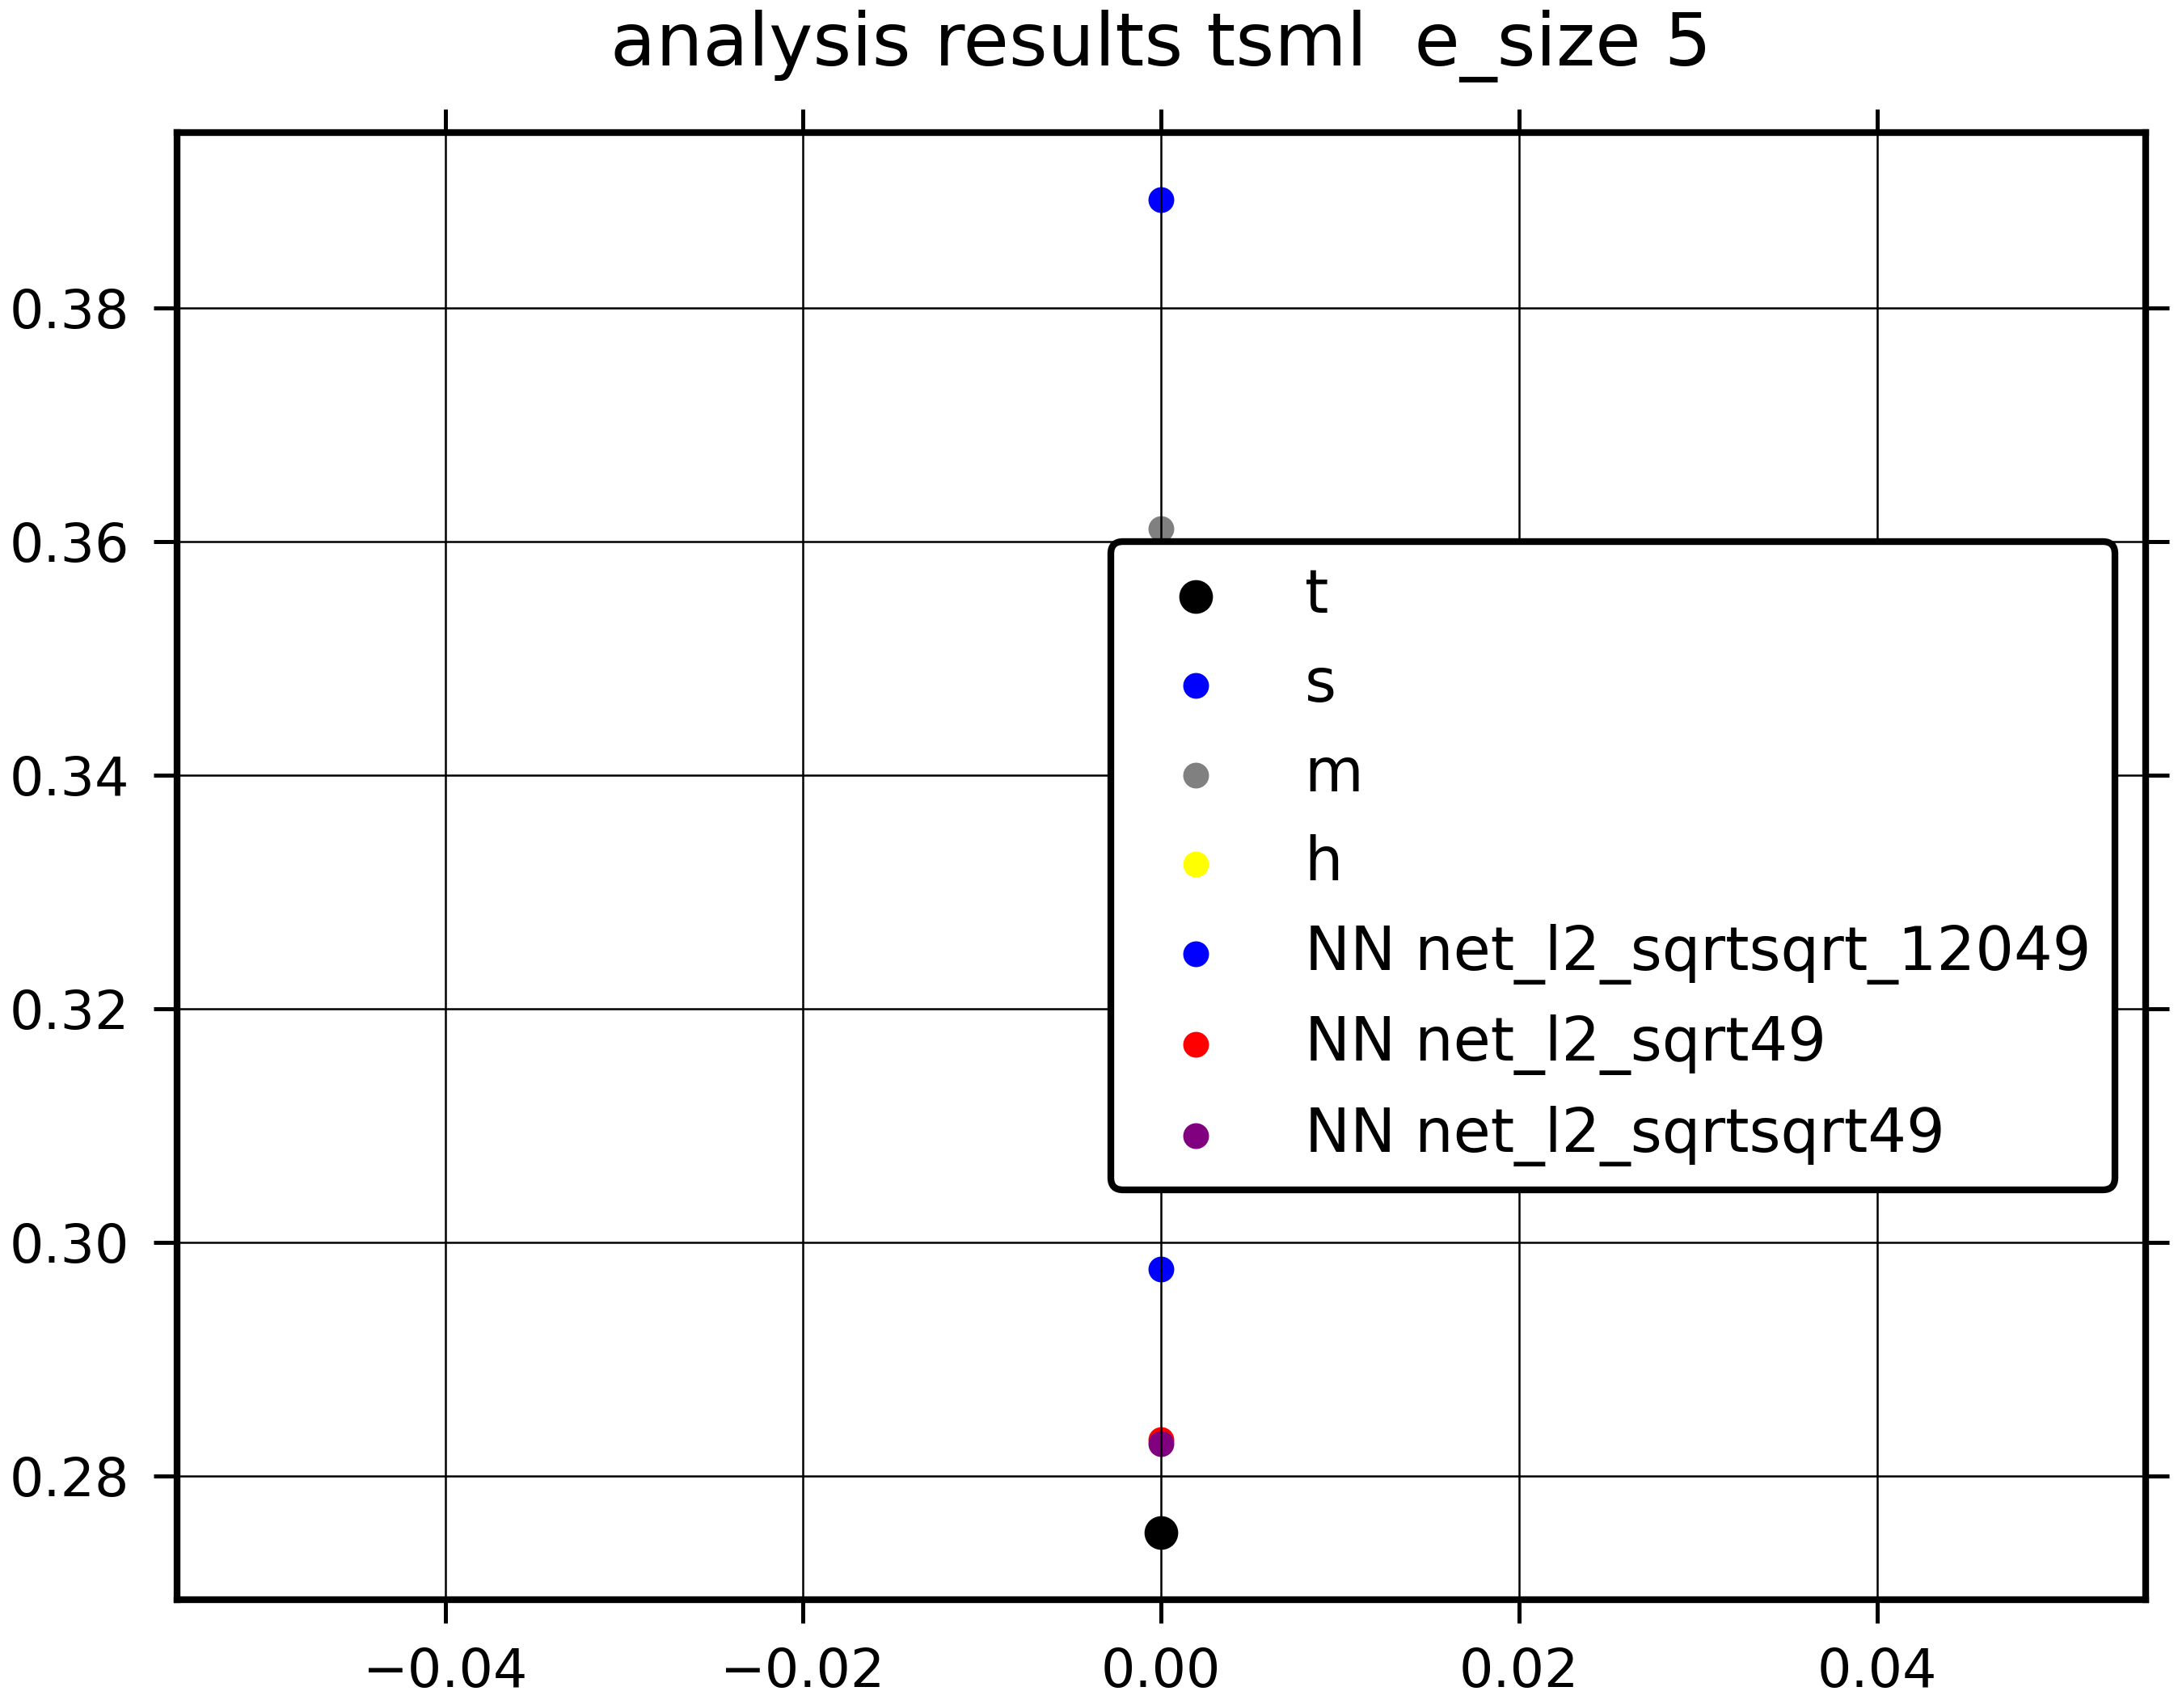 analysis results tsml  e_size 5
0.38
0.36
0.34
0.32
0.30
0.28
t
s
m
h
NN net_l2_sqrtsqrt_12049
NN net_l2_sqrt49
NN net_l2_sqrtsqrt49
−0.04 −0.02 0.00 0.02 0.04